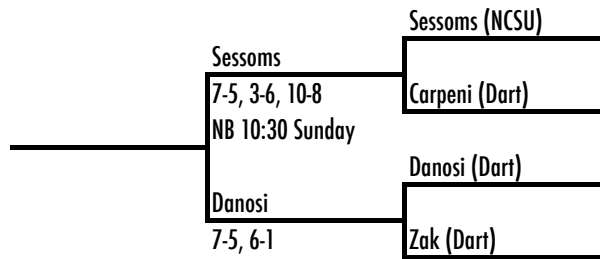 Sessoms (NCSU)
Sessoms
7-5, 3-6, 10-8
Carpeni (Dart)
NB 10:30 Sunday
Danosi (Dart)
Danosi
7-5, 6-1
Zak (Dart)